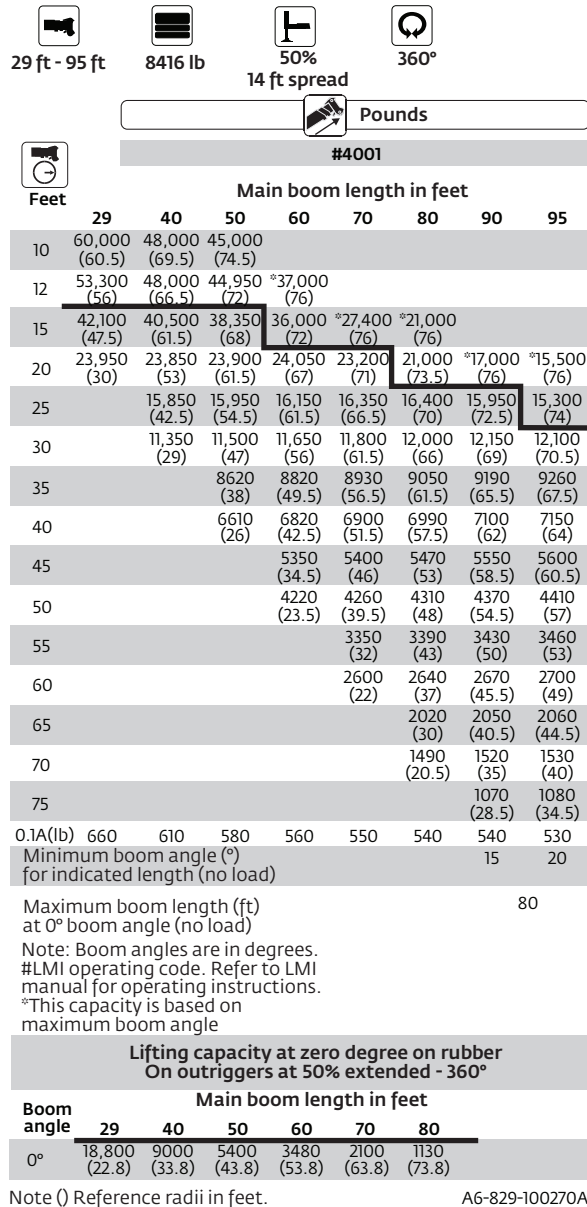 29 ft - 95 ft 8416 lb 50% 360°
14 ft spread
Pounds
#4001
Feet
Main boom length in feet
29 40 50 60 70 80 90 95
10 60,000 48,000 45,000
(60.5) (69.5) (74.5)
12 53,300 48,000 44,950 *37,000
(56) (66.5) (72) (76)
15 42,100 40,500 38,350 36,000 *27,400 *21,000
(47.5) (61.5) (68) (72) (76) (76)
20 23,950 23,850 23,900 24,050 23,200 21,000 *17,000 *15,500
(30) (53) (61.5) (67) (71) (73.5) (76) (76)
25 15,850 15,950 16,150 16,350 16,400 15,950 15,300
(42.5) (54.5) (61.5) (66.5) (70) (72.5) (74)
30 11,350 11,500 11,650 11,800 12,000 12,150 12,100
(29) (47) (56) (61.5) (66) (69) (70.5)
35 8620 8820 8930 9050 9190 9260
(38) (49.5) (56.5) (61.5) (65.5) (67.5)
40 6610 6820 6900 6990 7100 7150
(26) (42.5) (51.5) (57.5) (62) (64)
45 5350 5400 5470 5550 5600
(34.5) (46) (53) (58.5) (60.5)
50 4220 4260 4310 4370 4410
(23.5) (39.5) (48) (54.5) (57)
55 3350 3390 3430 3460
(32) (43) (50) (53)
60 2600 2640 2670 2700
(22) (37) (45.5) (49)
65 2020 2050 2060
(30) (40.5) (44.5)
70 1490 1520 1530
(20.5) (35) (40)
75 1070 1080
(28.5) (34.5)
0.1A(lb) 660 610 580 560 550 540 540 530
Minimum boom angle (°) 15 20
for indicated length (no load)
Maximum boom length (ft) 80
at 0° boom angle (no load)
Note: Boom angles are in degrees.
#LMI operating code. Refer to LMI
manual for operating instructions.
*This capacity is based on
maximum boom angle
Lifting capacity at zero degree on rubber
On outriggers at 50% extended - 360°
Boom angle
Main boom length in feet
29 40 50 60 70 80
0° 18,800 9000 5400 3480 2100 1130
(22.8) (33.8) (43.8) (53.8) (63.8) (73.8)
Note () Reference radii in feet. A6-829-100270A